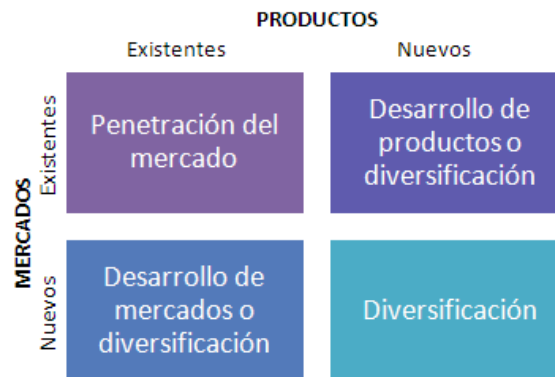 PRODUCTOS
Existentes Nuevos
MERCADOS
Existentes
Penetración del
mercado
Desarrollo de
productos o
diversificación
Nuevos
Desarrollo de
mercados o
diversificación
Diversificación